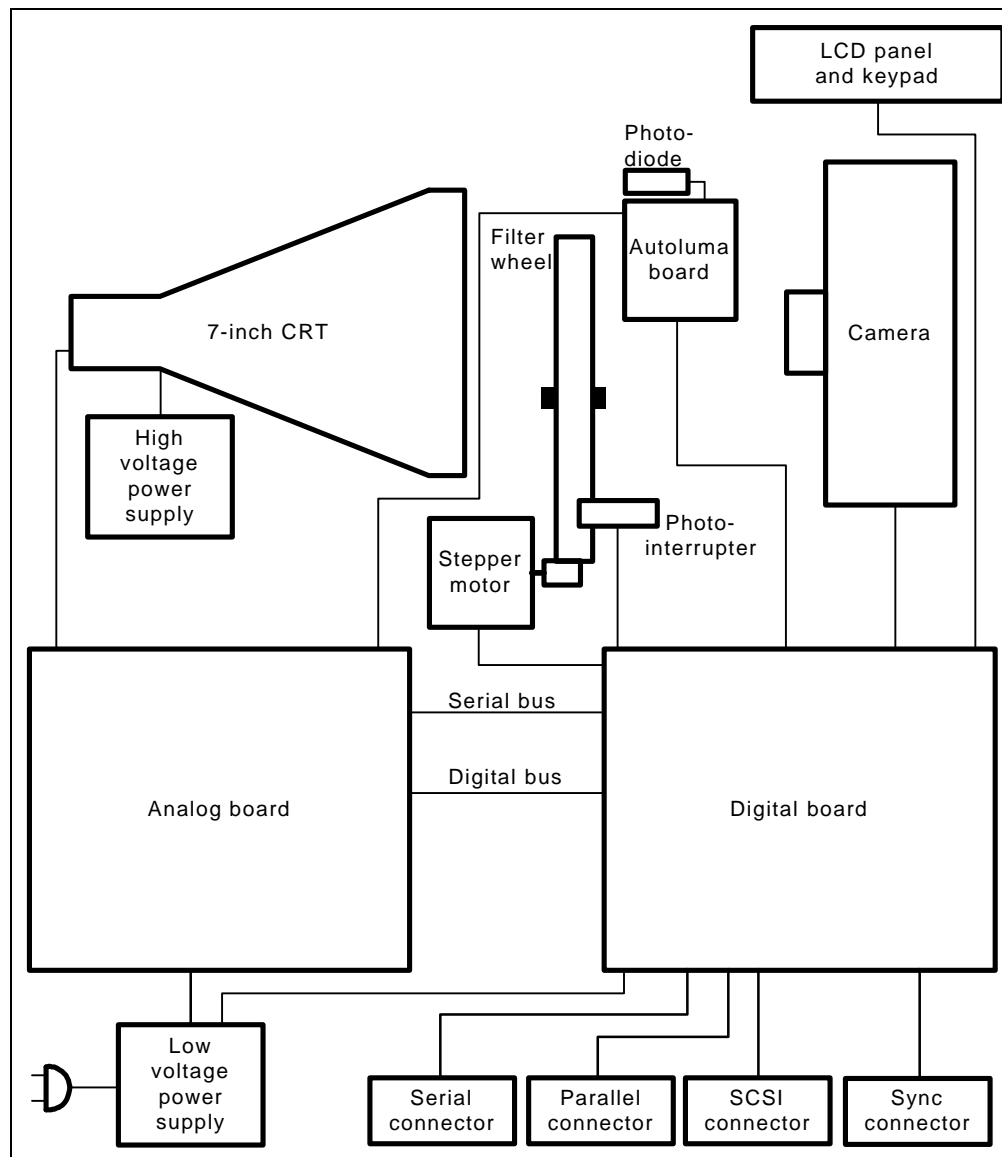 LCD panel
and keypad
Photo-
diode
Filter
wheel
Autoluma
board
7-inch CRT
Camera
High
voltage
power
supply
Photo-
interrupter
Stepper
motor
Serial bus
Digital bus
Analog board
Digital board
Low
voltage
power
supply
Serial
connector
Parallel
connector
SCSI
connector
Sync
connector